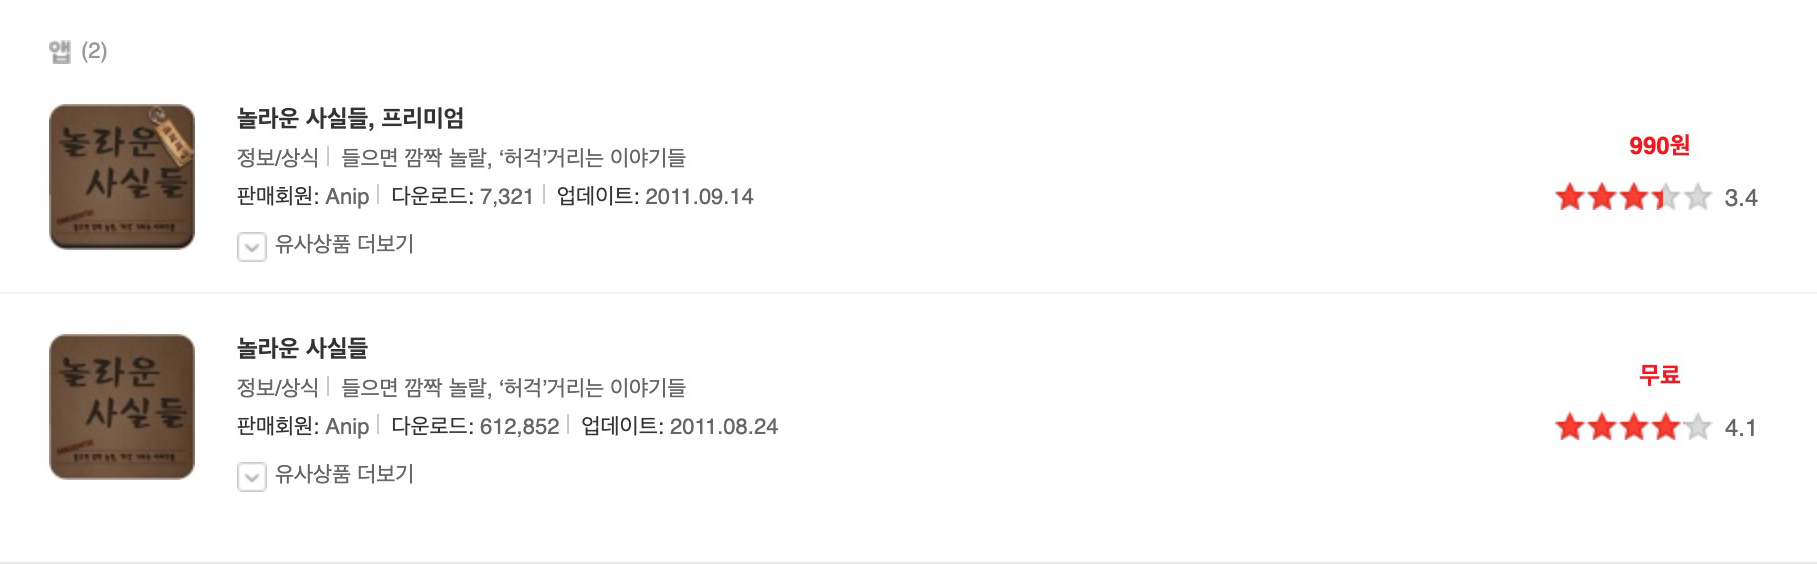 앱 (2)
놀라운
사실들
놀라운 사실들, 프리미엄
정보/상식 | 들으면 깜짝 놀랄, ‘허걱’거리는 이야기들
판매회원: Anip | 다운로드: 7,321 | 업데이트: 2011.09.14
유사상품 더보기
990원
3.4
놀라운
사실들
놀라운 사실들
정보/상식 | 들으면 깜짝 놀랄, ‘허걱’거리는 이야기들
판매회원: Anip | 다운로드: 612,852 | 업데이트: 2011.08.24
유사상품 더보기
무료
4.1